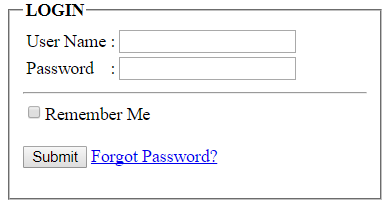 LOGIN
User Name :
Password :
Remember Me
Submit Forgot Password?